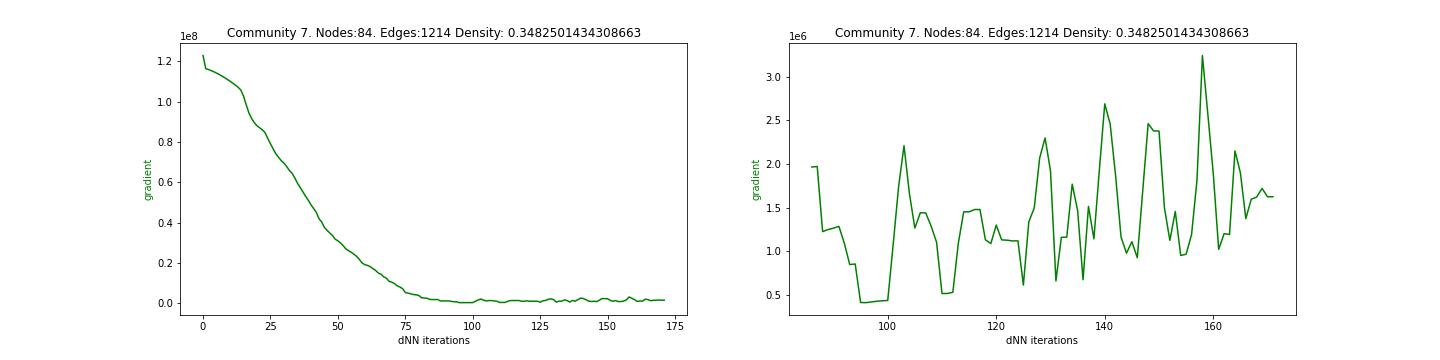 Community 7. Nodes:84. Edges:1214 Density: 0.3482501434308663
1e8
1.2
1.0
0.8
0.6
0.4
0.2
0.0
gradient
0 25 50 75 100 125 150 175
dNN iterations
Community 7. Nodes:84. Edges:1214 Density: 0.3482501434308663
1e6
3.0
2.5
2.0
1.5
1.0
0.5
gradient
100 120 140 160
dNN iterations